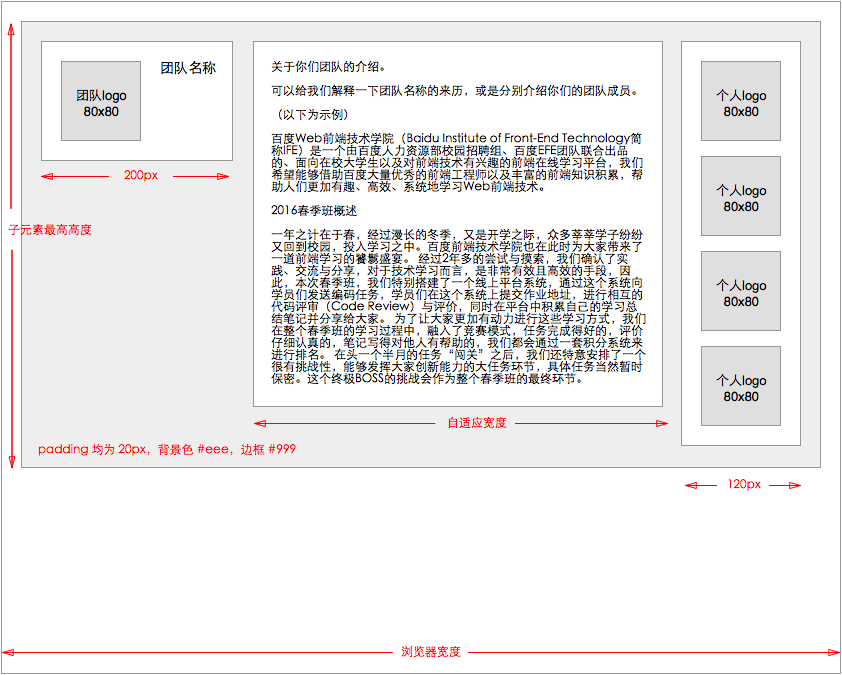 团队logo
80x80
团队名称
200px
子元素最高高度
关于你们团队的介绍。
可以给我们解释一下团队名称的来历，或是分别介绍你们的团队成员。
（以下为示例）
百度Web前端技术学院（Baidu Institute of Front-End Technology简
称IFE）是一个由百度人力资源部校园招聘组、百度EFE团队联合出品
的、面向在校大学生以及对前端技术有兴趣的前端在线学习平台，我们
希望能够借助百度大量优秀的前端工程师以及丰富的前端知识积累，帮
助人们更加有趣、高效、系统地学习Web前端技术。
2016春季班概述
一年之计在于春，经过漫长的冬季，又是开学之际，众多莘莘学子纷纷
又回到校园，投入学习之中。百度前端技术学院也在此时为大家带来了
一道前端学习的饕餮盛宴。 经过2年多的尝试与摸索，我们确认了实
践、交流与分享，对于技术学习而言，是非常有效且高效的手段，因
此，本次春季班，我们特别搭建了一个线上平台系统，通过这个系统向
学员们发送编码任务，学员们在这个系统上提交作业地址，进行相互的
代码评审（Code Review）与评价，同时在平台中积累自己的学习总
结笔记并分享给大家。 为了让大家更加有动力进行这些学习方式，我们
在整个春季班的学习过程中，融入了竞赛模式，任务完成得好的，评价
仔细认真的，笔记写得对他人有帮助的，我们都会通过一套积分系统来
进行排名。 在头一个半月的任务“闯关”之后，我们还特意安排了一个
很有挑战性，能够发挥大家创新能力的大任务环节，具体任务当然暂时
保密。这个终极BOSS的挑战会作为整个春季班的最终环节。
自适应宽度
个人logo
80x80
个人logo
80x80
个人logo
80x80
个人logo
80x80
padding 均为 20px，背景色 #eee，边框 #999
120px
浏览器宽度